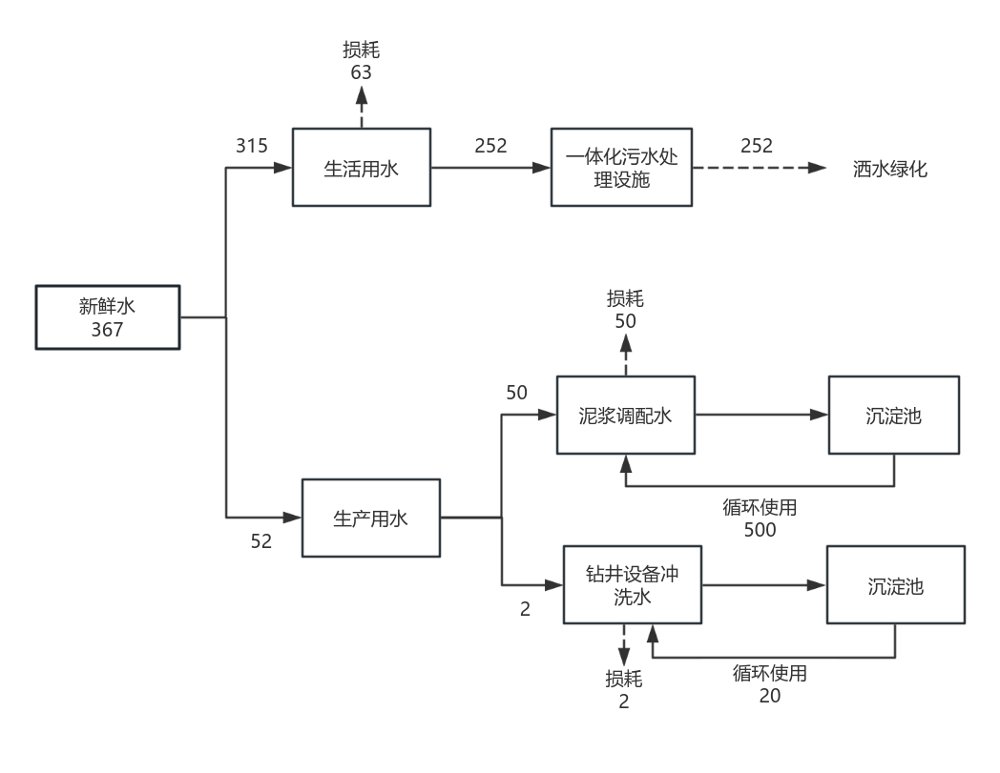 损耗
63
315
生活用水
252
一体化污水处
理设施
252
洒水绿化
新鲜水
367
损耗
50
50
泥浆调配水
沉淀池
循环使用
500
生产用水
52
钻井设备冲
洗水
2
沉淀池
损耗
2
循环使用
20